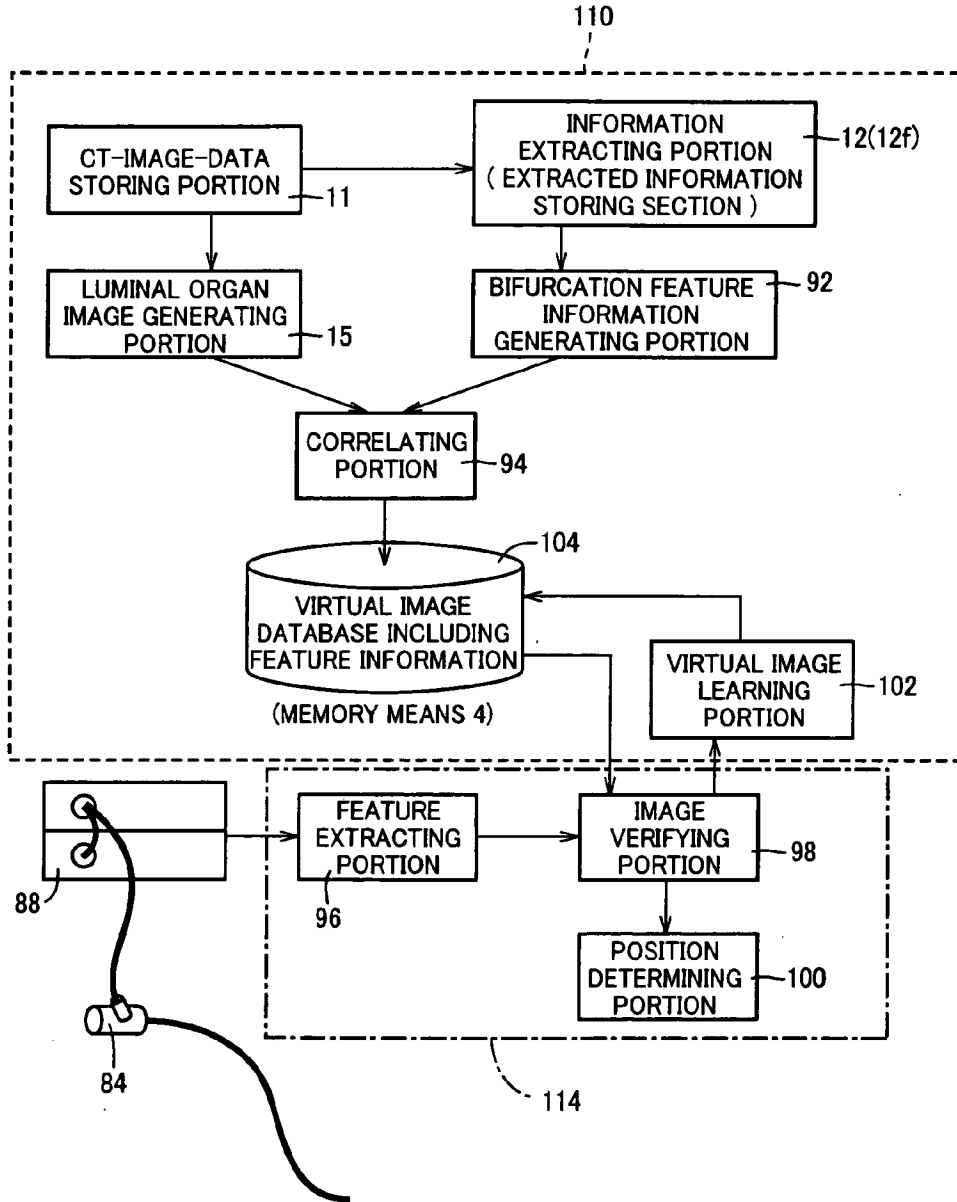 110
CT-IMAGE-DATA
STORING PORTION
11
INFORMATION
EXTRACTING PORTION
( EXTRACTED INFORMATION
STORING SECTION )
12(12f)
LUMINAL ORGAN
IMAGE GENERATING
PORTION
15
BIFURCATION FEATURE
INFORMATION
GENERATING PORTION
92
CORRELATING
PORTION
94
104
VIRTUAL IMAGE
DATABASE INCLUDING
FEATURE INFORMATION
(MEMORY MEANS 4)
VIRTUAL IMAGE
LEARNING
PORTION
102
88
FEATURE
EXTRACTING
PORTION
96
IMAGE
VERIFYING
PORTION
98
POSITION
DETERMINING
PORTION
100
84
114